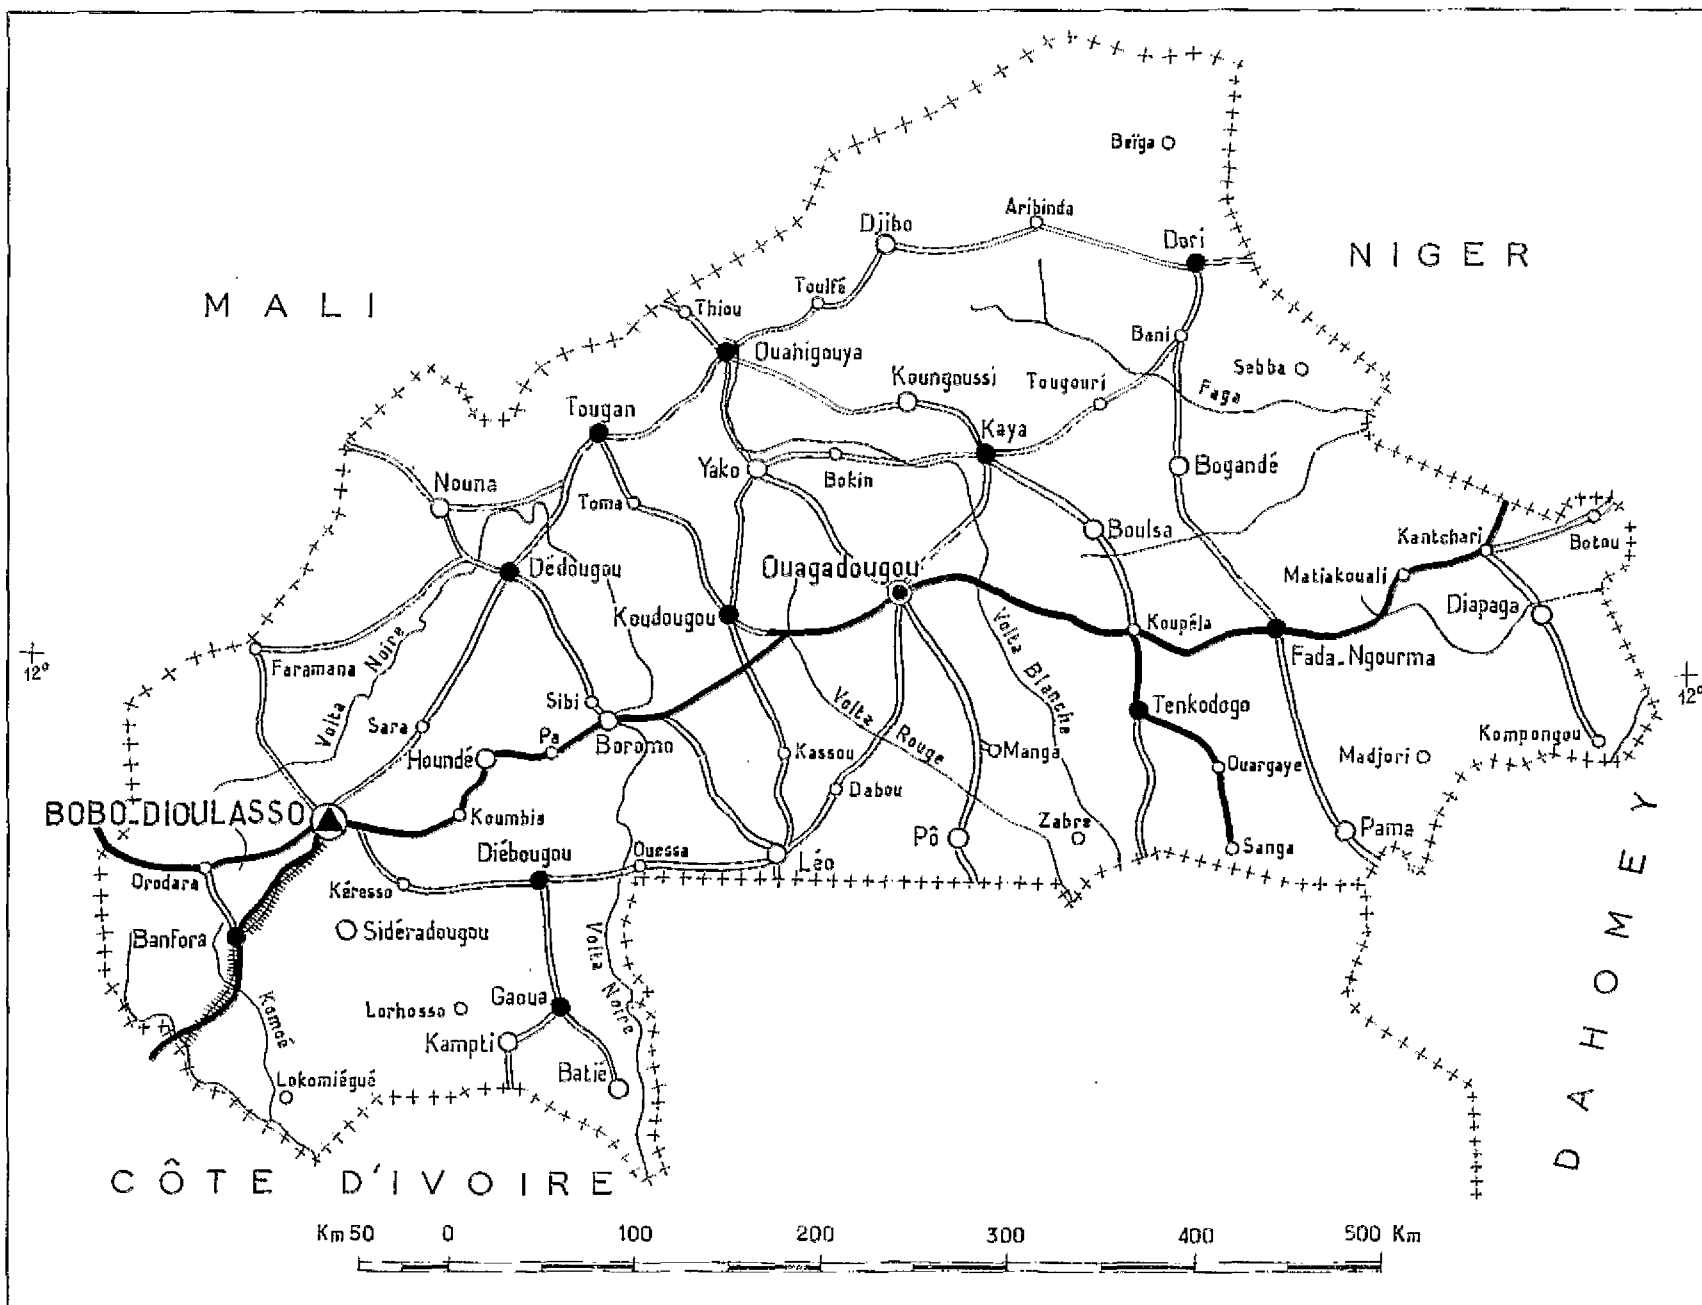 Beïga
Aribinda
Djibo
Dori
NIGER
MALI
Toulfé
Thiou
Bani
Ouahigouya
Sebba
Koungoussi
Tougouri
Faga
Tougan
Kaya
Yako
Bokin
Bogandé
Nouna
Toma
Boulsa
Kantchari
Botou
Ouagadougou
Dédougou
Matiakouali
Diapaga
Koudougou
Koupéla
Volta Blanche
Fada-Ngourma
12°
Faramana
Volta Noire
12°
Sibi
Tenkodogo
Sara
Pa
Boromo
Volta Rouge
Kompongou
Houndé
Kassou
Manga
Madjori
Ouargaye
Dabou
BOBO-DIOULASSO
Koumbia
Zabre
Pô
Pama
Diébougou
Ouessa
Léo
Sanga
Orodara
Kéresso
DAHOMEY
Banfora
Sidéradougou
Volta Noire
Komoé
Lorhosso
Gaoua
Kampti
Batié
Lokomiégué
CÔTE D'IVOIRE
Km 50 0 100 200 300 400 500 Km